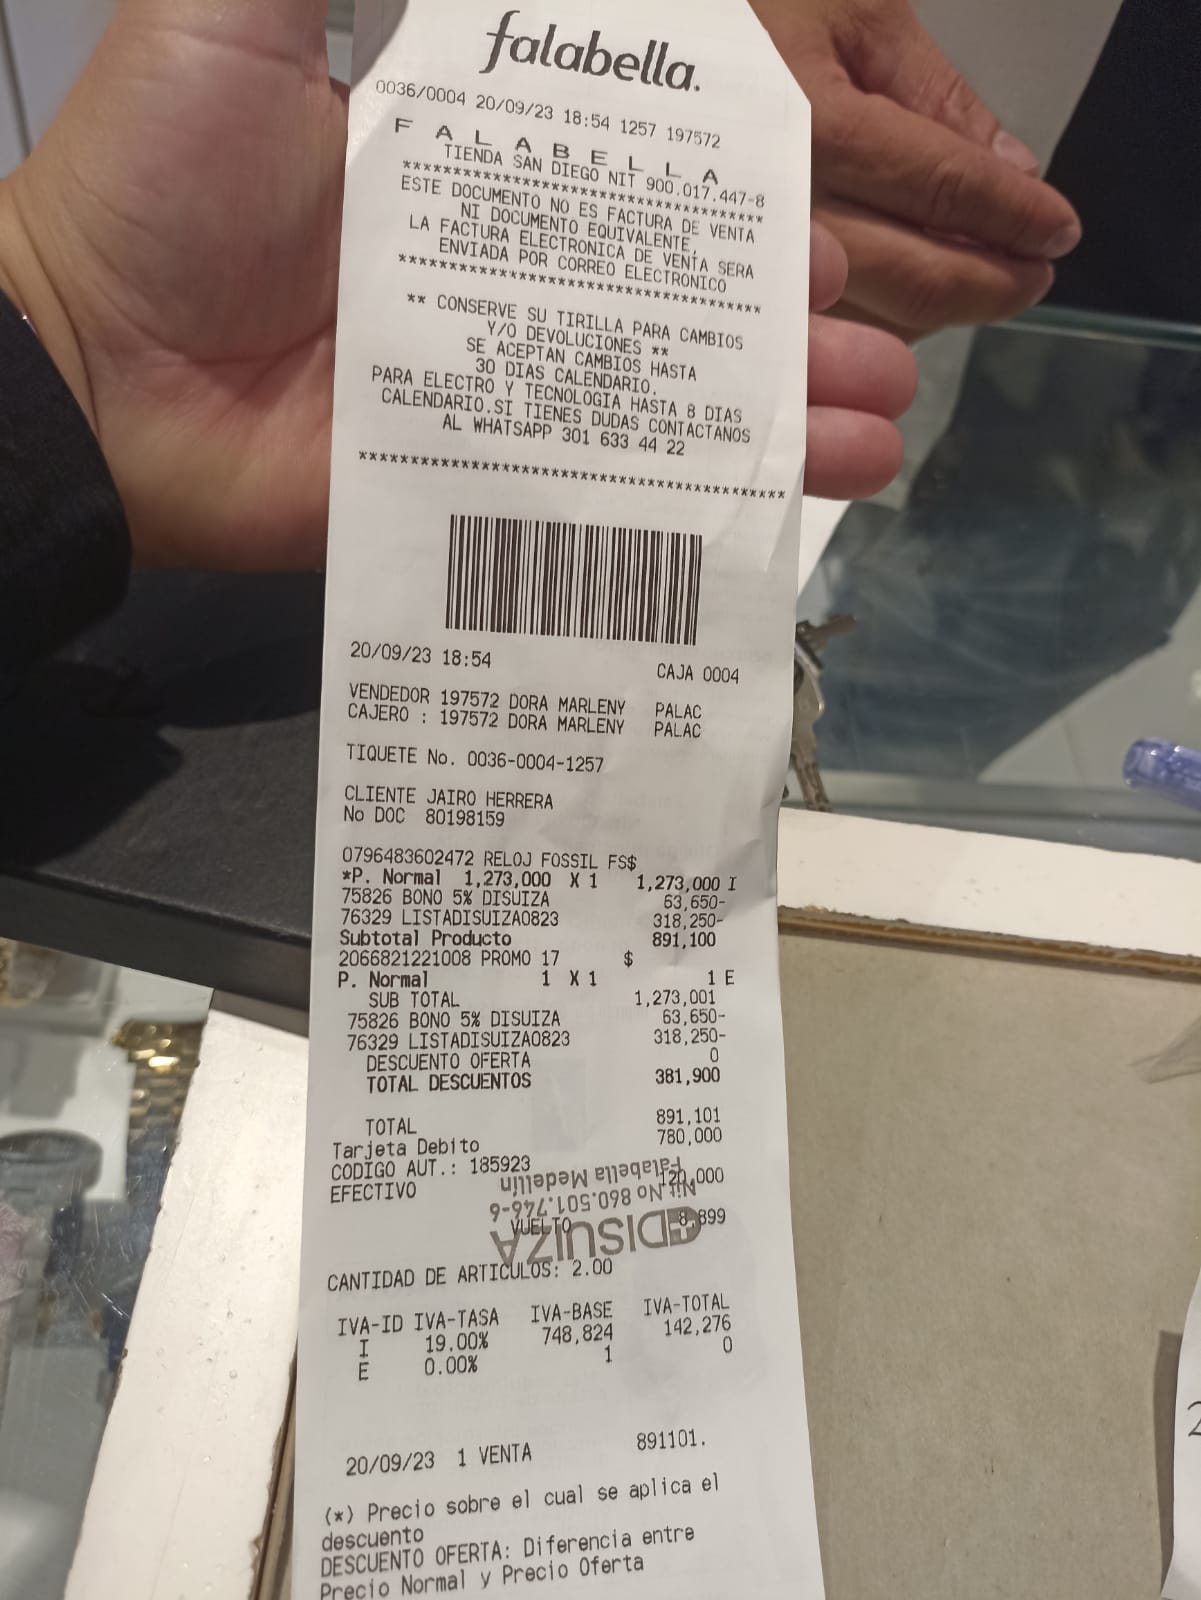 falabella.
0036/0004 20/09/23 18:54 1257 197572
F A L A B E L L A
TIENDA SAN DIEGO NIT 900.017.447-8
****************************************
ESTE DOCUMENTO NO ES FACTURA DE VENTA
NI DOCUMENTO EQUIVALENTE,
LA FACTURA ELECTRONICA DE VENTA SERA
ENVIADA POR CORREO ELECTRONICO
****************************************
** CONSERVE SU TIRILLA PARA CAMBIOS
Y/O DEVOLUCIONES **
SE ACEPTAN CAMBIOS HASTA
30 DIAS CALENDARIO.
PARA ELECTRO Y TECNOLOGIA HASTA 8 DIAS
CALENDARIO.SI TIENES DUDAS CONTACTANOS
AL WHATSAPP 301 633 44 22
****************************************
20/09/23 18:54 CAJA 0004
VENDEDOR 197572 DORA MARLENY PALAC
CAJERO : 197572 DORA MARLENY PALAC
TIQUETE No. 0036-0004-1257
CLIENTE JAIRO HERRERA
No DOC 80198159
0796483602472 RELOJ FOSSIL FS$
*P. Normal 1,273,000 X 1 1,273,000 I
75826 BONO 5% DISUIZA 63,650-
76329 LISTADISUIZA0823 318,250-
Subtotal Producto 891,100
2066821221008 PROMO 17 $
P. Normal 1 X 1 1 E
SUB TOTAL 1,273,001
75826 BONO 5% DISUIZA 63,650-
76329 LISTADISUIZA0823 318,250-
DESCUENTO OFERTA 0
TOTAL DESCUENTOS 381,900
TOTAL 891,101
Tarjeta Debito 780,000
CODIGO AUT.: 185923
EFECTIVO 120,000
VUELTO 8,899
DISUIZA
Nit No 860.501.746-6
Falabella Medellín
CANTIDAD DE ARTICULOS: 2.00
IVA-ID IVA-TASA IVA-BASE IVA-TOTAL
I 19.00% 748,824 142,276
E 0.00% 1 0
20/09/23 1 VENTA 891101.
(*) Precio sobre el cual se aplica el
descuento
DESCUENTO OFERTA: Diferencia entre
Precio Normal y Precio Oferta